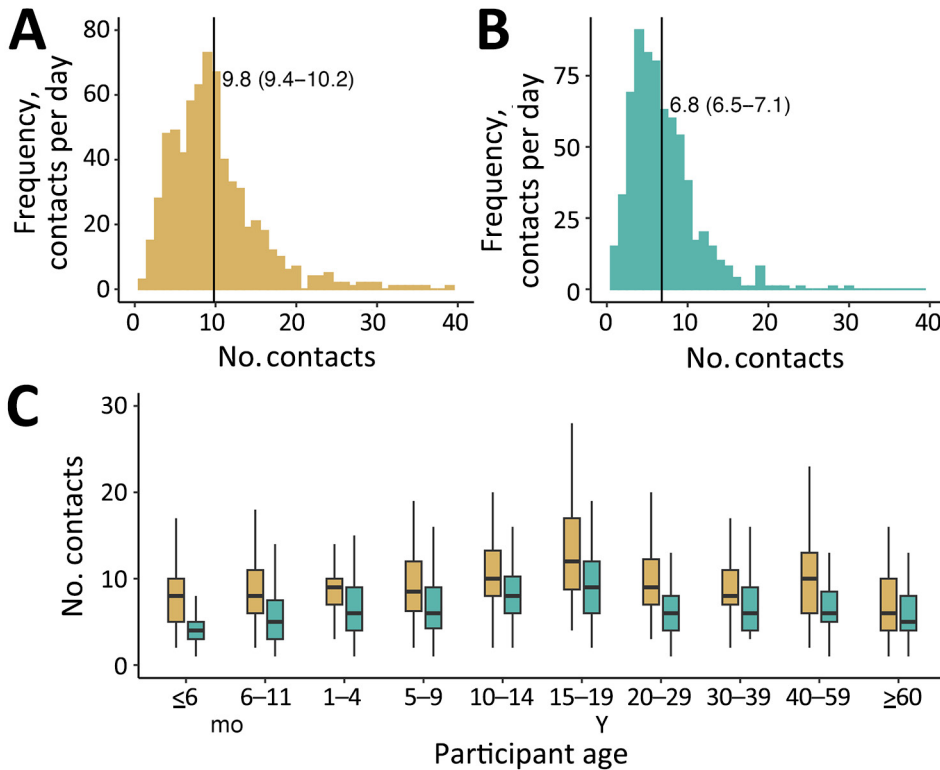 A
Frequency,
contacts per day
80
60
40
20
0
9.8 (9.4–10.2)
0 10 20 30 40
No. contacts
B
Frequency,
contacts per day
75
50
25
0
6.8 (6.5–7.1)
0 10 20 30 40
No. contacts
C
No. contacts
30
20
10
0
≤6 6–11 1–4 5–9 10–14 15–19 20–29 30–39 40–59 ≥60
mo Y
Participant age